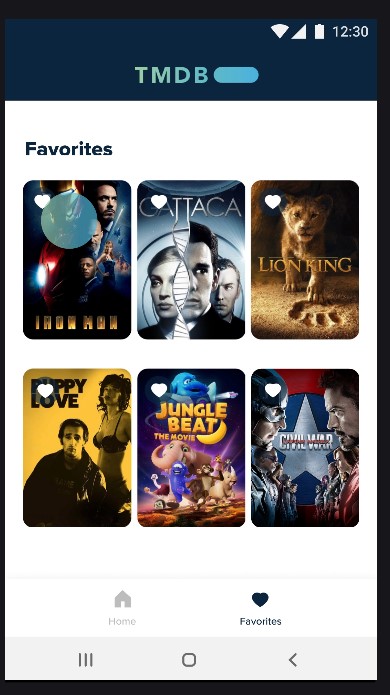 12:30
TMDB
Favorites
IRON MAN
GATTACA
LION KING
PUPPY
LOVE
JUNGLE
BEAT
THE MOVIE
CIVIL WAR
Home
Favorites